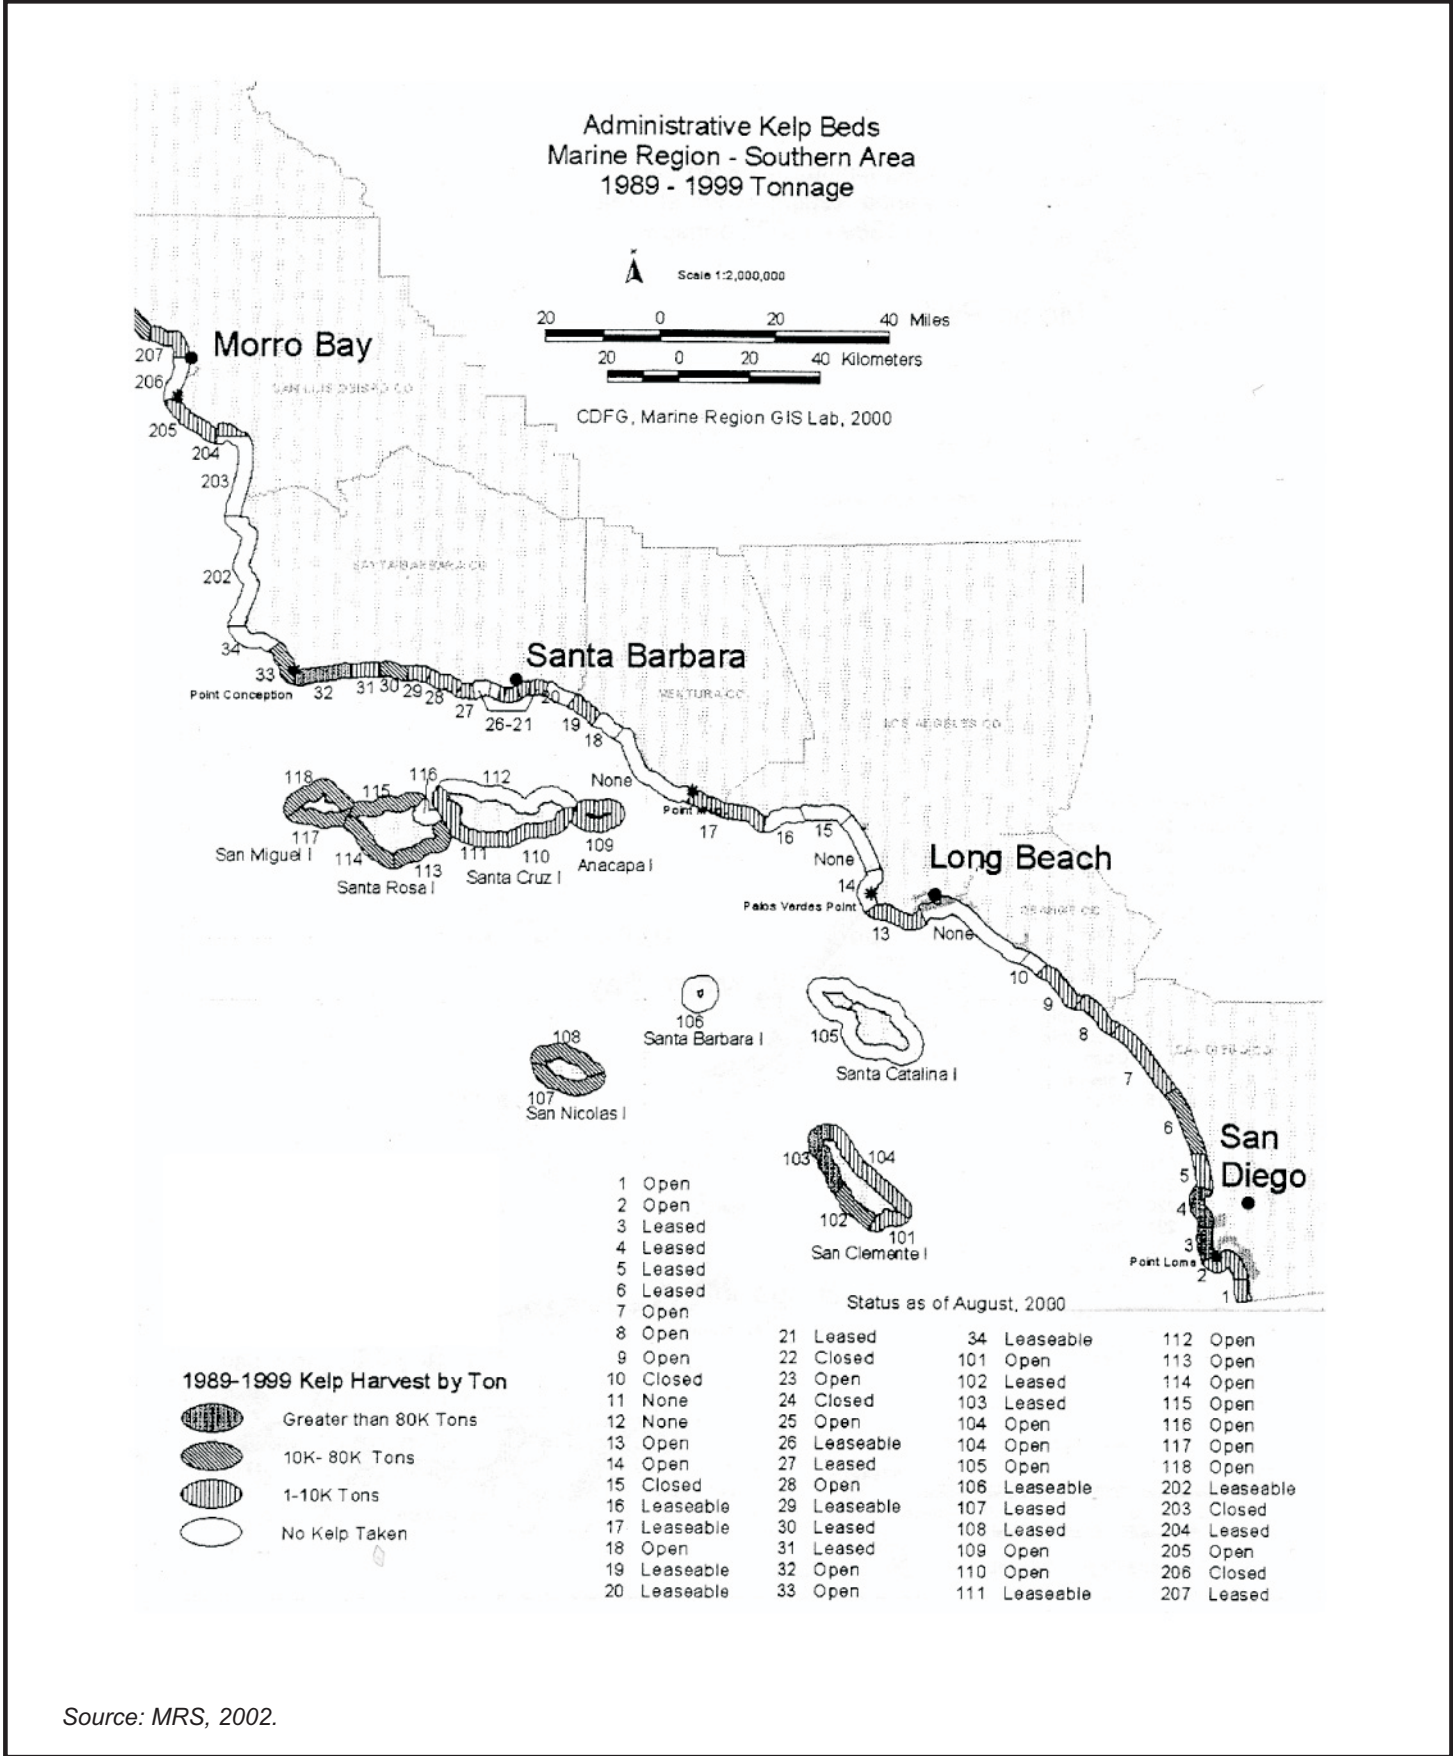 Administrative Kelp Beds
Marine Region - Southern Area
1989 - 1999 Tonnage
Scale 1:2,000,000
20 0 20 40 Miles
20 0 20 40 Kilometers
CDFG, Marine Region GIS Lab, 2000
Morro Bay
207
206
205
204
203
202
34
33
Point Conception
32
31
30
29
28
27
26-21
Santa Barbara
20
19
18
None
VENTURA CO.
LOS ANGELES CO.
17
16
15
None
14
Palos Verdes Point
13
Long Beach
None
10
9
8
7
6
5
4
3
2
1
San
Diego
Point Loma
118
117
San Miguel I
115
116
114
113
Santa Rosa I
112
111
110
Santa Cruz I
109
Anacapa I
106
Santa Barbara I
105
Santa Catalina I
108
107
San Nicolas I
103
104
102
101
San Clemente I
Status as of August, 2000
1 Open
2 Open
3 Leased
4 Leased
5 Leased
6 Leased
7 Open
8 Open
9 Open
10 Closed
11 None
12 None
13 Open
14 Open
15 Closed
16 Leaseable
17 Leaseable
18 Open
19 Leaseable
20 Leaseable
21 Leased
22 Closed
23 Open
24 Closed
25 Open
26 Leaseable
27 Leased
28 Open
29 Leaseable
30 Leased
31 Leased
32 Open
33 Open
34 Leaseable
101 Open
102 Leased
103 Leased
104 Open
104 Open
105 Open
106 Leaseable
107 Leased
108 Leased
109 Open
110 Open
111 Leaseable
112 Open
113 Open
114 Open
115 Open
116 Open
117 Open
118 Open
202 Leaseable
203 Closed
204 Leased
205 Open
206 Closed
207 Leased
1989-1999 Kelp Harvest by Ton
Greater than 80K Tons
10K- 80K Tons
1-10K Tons
No Kelp Taken
Source: MRS, 2002.